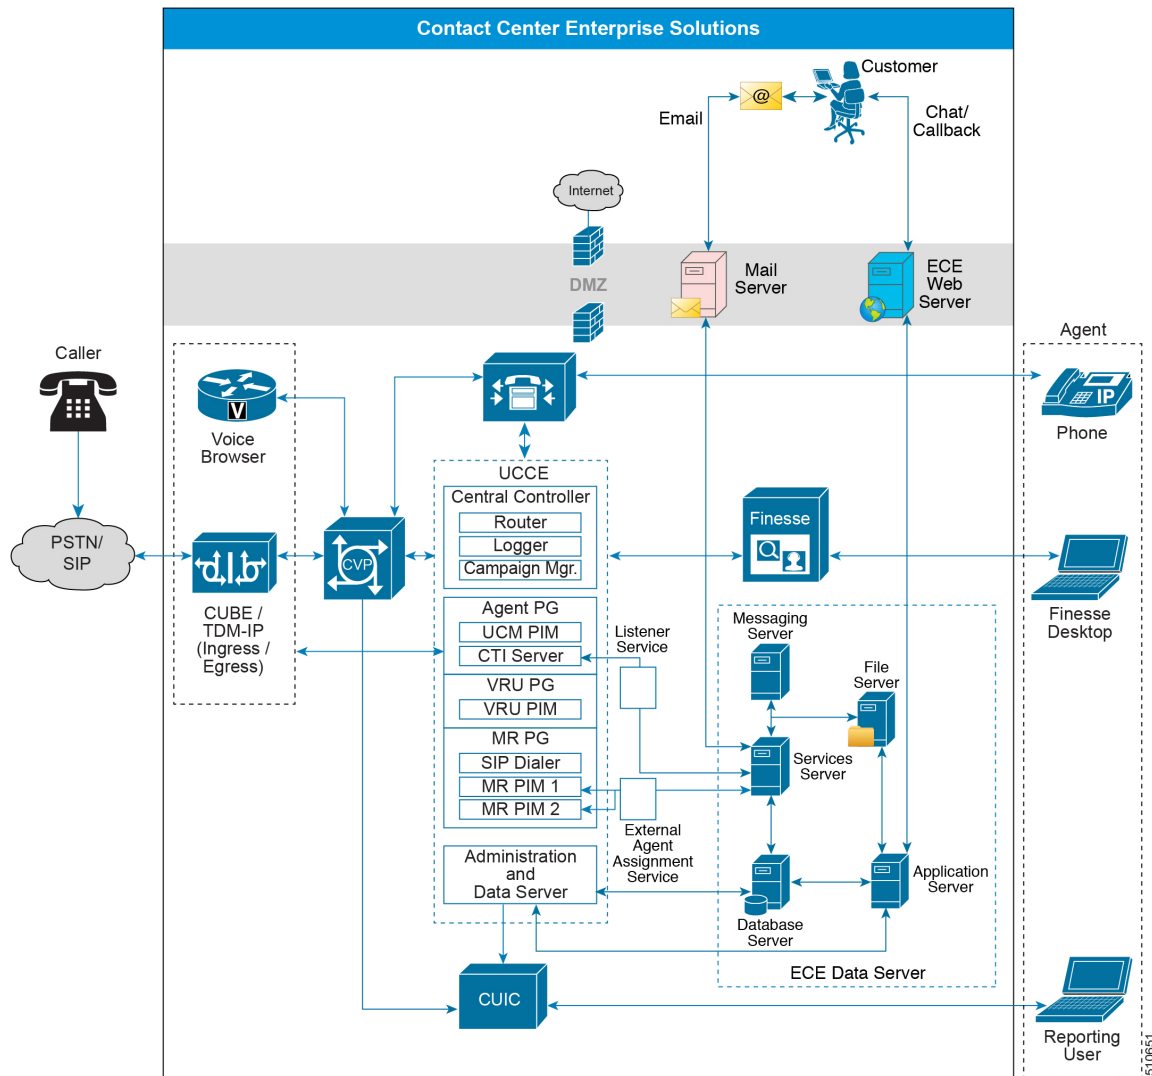 Contact Center Enterprise Solutions
Customer
@
Email
Chat/
Callback
Internet
DMZ
Mail
Server
ECE
Web
Server
Caller
Agent
V
Voice
Browser
IP
Phone
UCCE
Central Controller
Router
Logger
Campaign Mgr.
Finesse
PSTN/
SIP
CVP
CUBE /
TDM-IP
(Ingress /
Egress)
Finesse
Desktop
Agent PG
UCM PIM
CTI Server
Listener
Service
Messaging
Server
File
Server
VRU PG
VRU PIM
MR PG
SIP Dialer
MR PIM 1
MR PIM 2
Services
Server
External
Agent
Assignment
Service
Administration
and
Data Server
Application
Server
Database
Server
ECE Data Server
CUIC
Reporting
User
510651